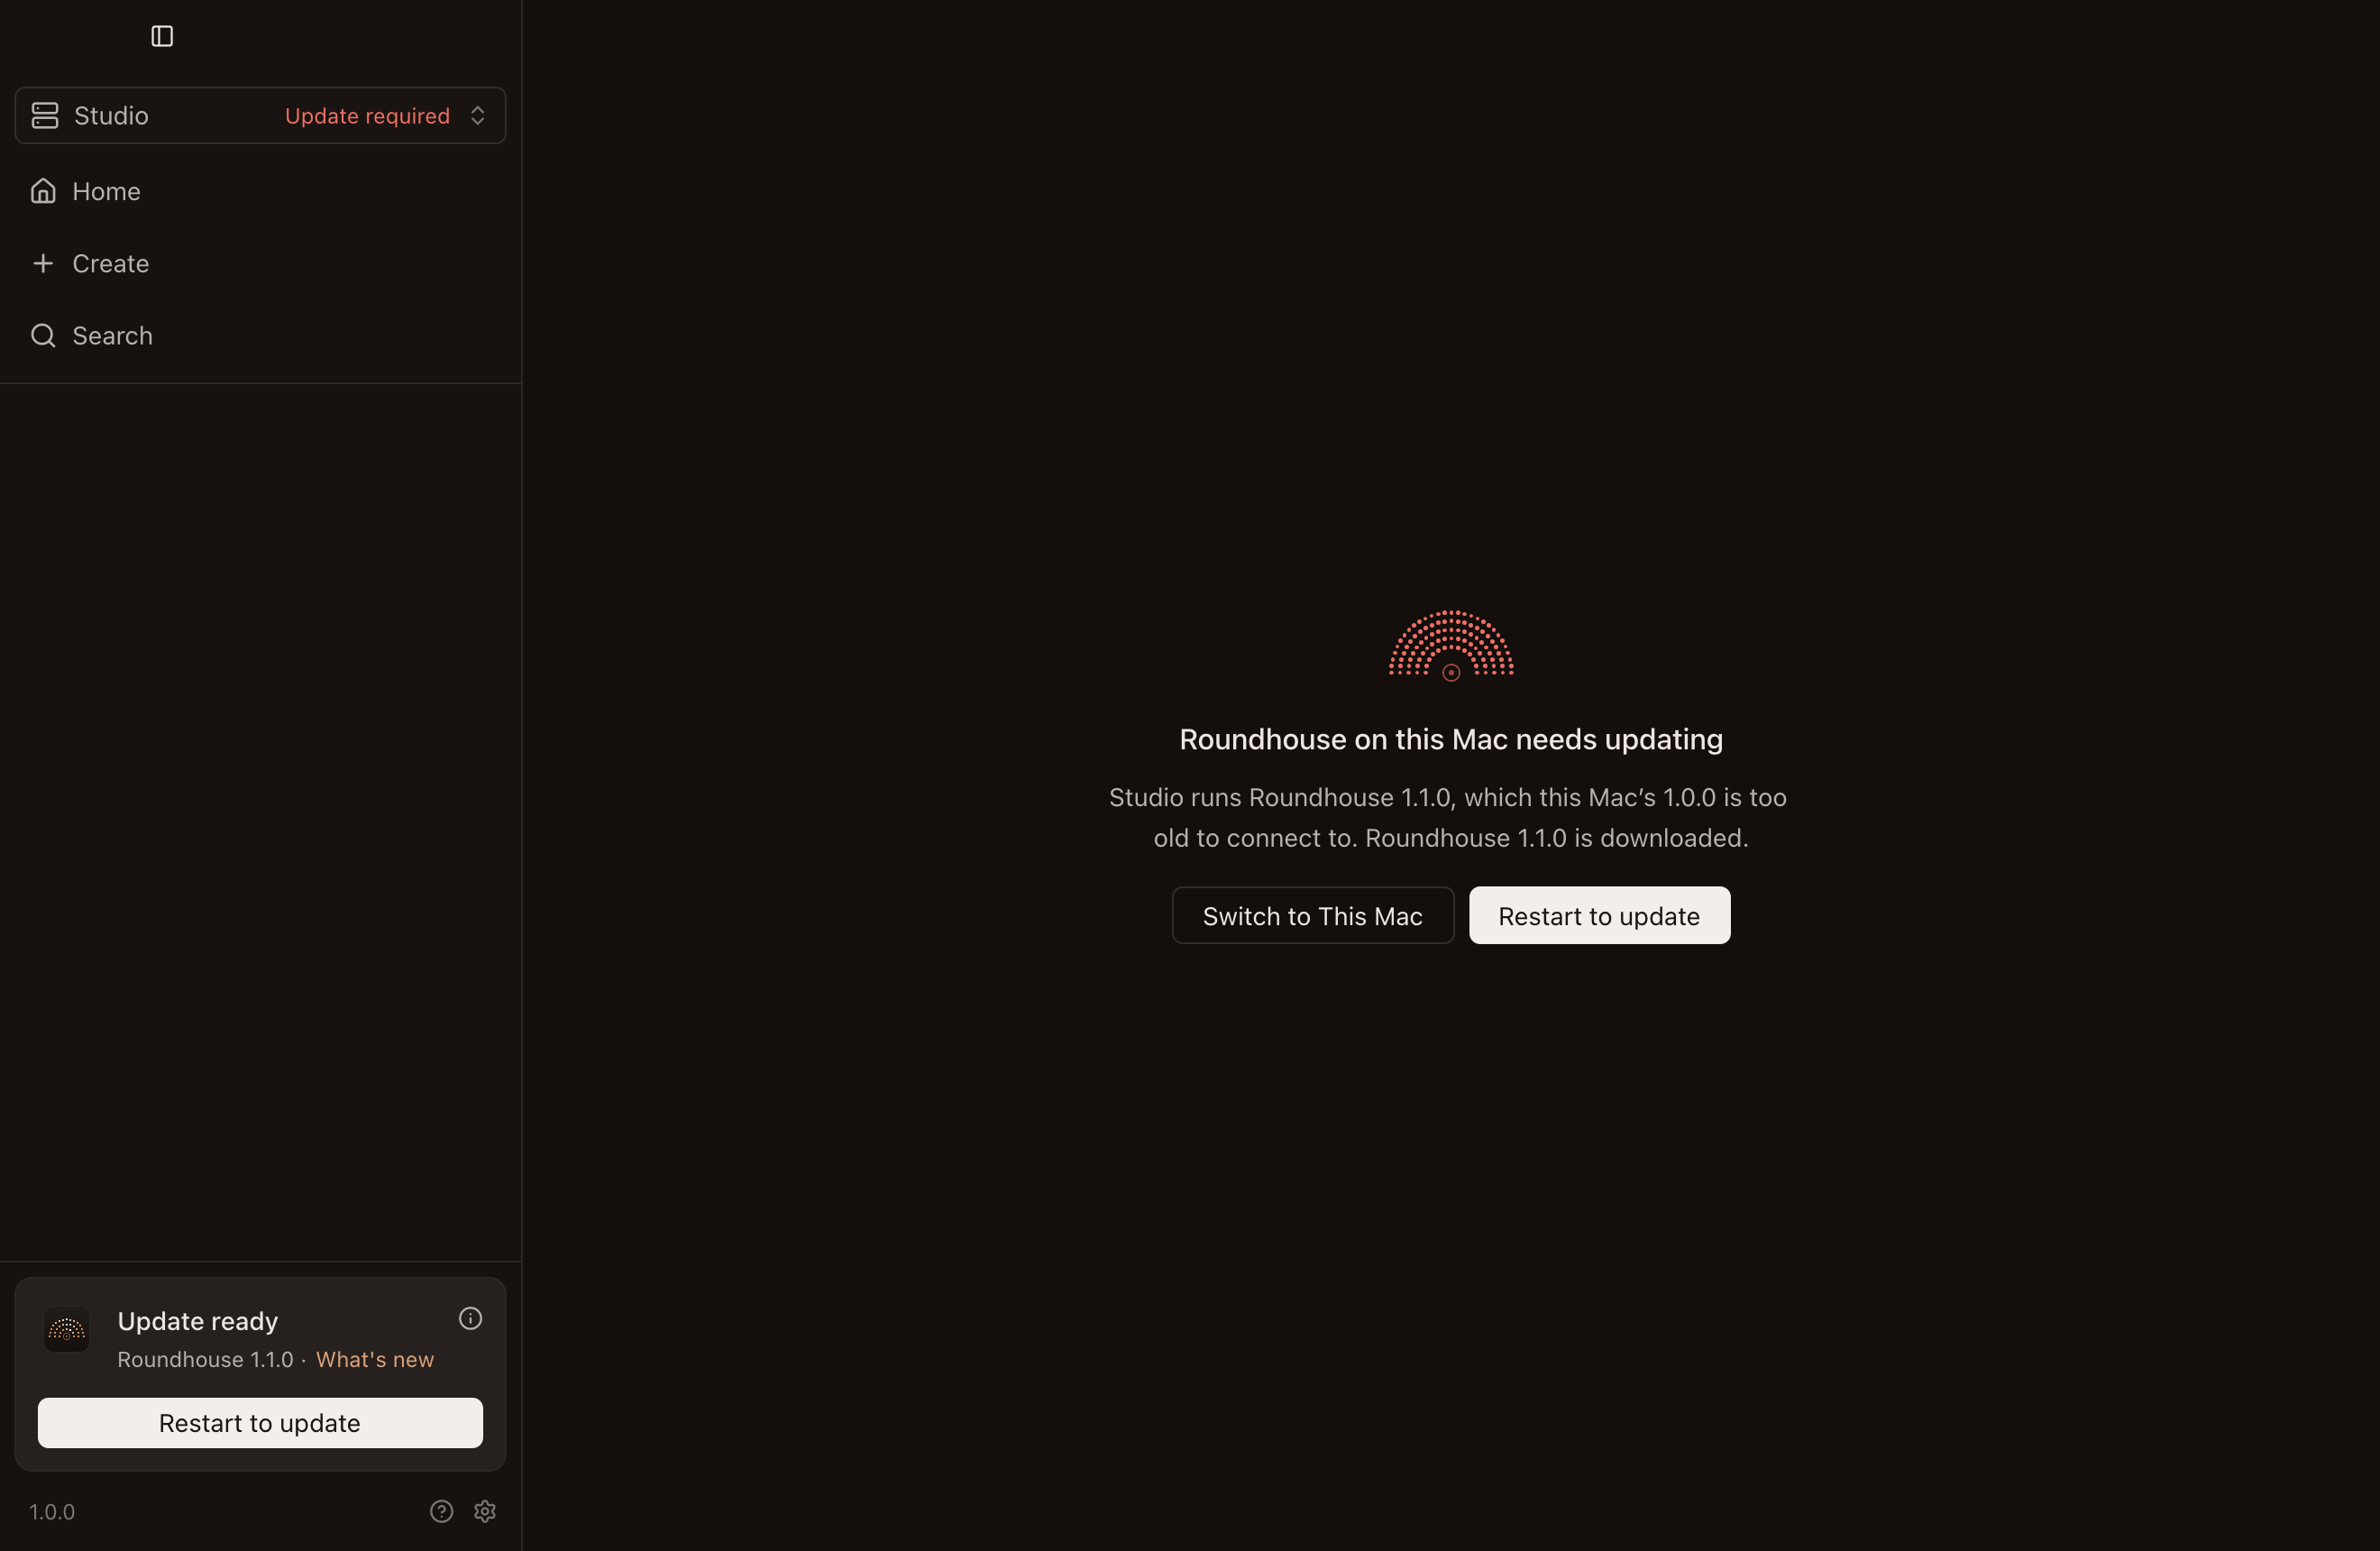 Studio
Update required
Home
Create
Search
Roundhouse on this Mac needs updating
Studio runs Roundhouse 1.1.0, which this Mac’s 1.0.0 is too
old to connect to. Roundhouse 1.1.0 is downloaded.
Switch to This Mac
Restart to update
Update ready
Roundhouse 1.1.0 · What's new
Restart to update
1.0.0